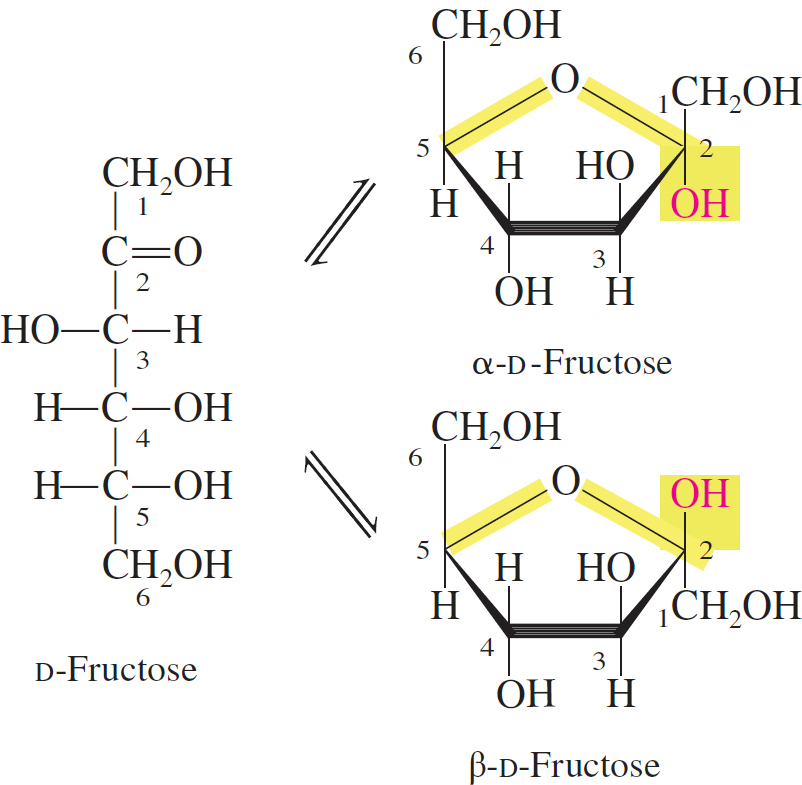 CH₂OH
1
C=O
2
HO—C—H
3
H—C—OH
4
H—C—OH
5
CH₂OH
6
D-Fructose
CH₂OH
6
O
1CH₂OH
5
H
HO
2
H
OH
4
3
OH
H
α-D-Fructose
CH₂OH
6
O
OH
5
H
HO
2
H
1CH₂OH
4
3
OH
H
β-D-Fructose